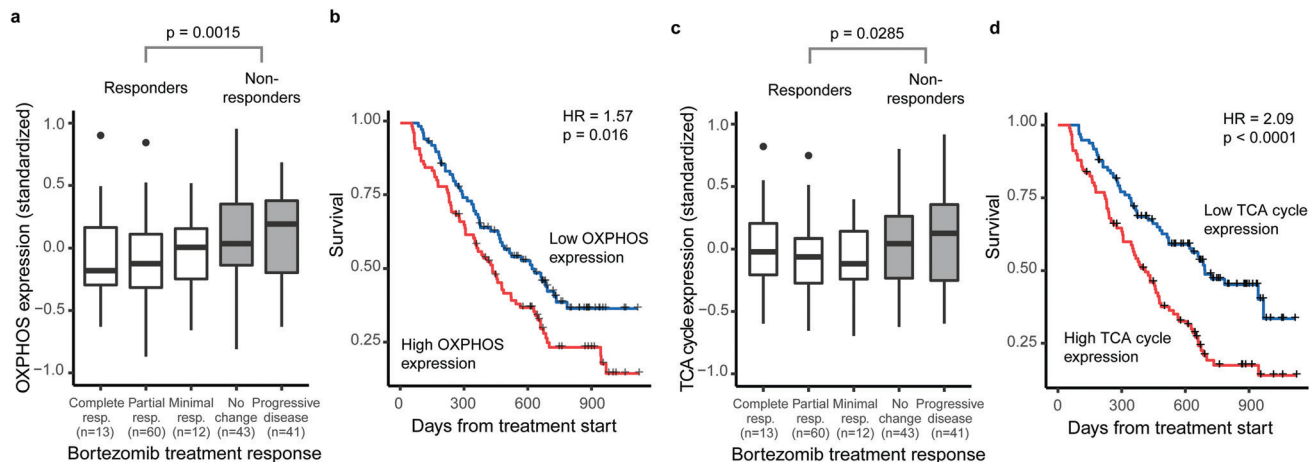 a
p = 0.0015
Responders
Non-
responders
OXPHOS expression (standardized)
1.0
0.5
0.0
−0.5
−1.0
Complete
resp.
(n=13)
Partial
resp.
(n=60)
Minimal
resp.
(n=12)
No
change
(n=43)
Progressive
disease
(n=41)
Bortezomib treatment response
b
HR = 1.57
p = 0.016
Survival
1.00
0.75
0.50
0.25
Low OXPHOS
expression
High OXPHOS
expression
0
300
600
900
Days from treatment start
c
p = 0.0285
Responders
Non-
responders
TCA cycle expression (standardized)
1.0
0.5
0.0
−0.5
−1.0
Complete
resp.
(n=13)
Partial
resp.
(n=60)
Minimal
resp.
(n=12)
No
change
(n=43)
Progressive
disease
(n=41)
Bortezomib treatment response
d
HR = 2.09
p < 0.0001
Survival
1.00
0.75
0.50
0.25
Low TCA cycle
expression
High TCA cycle
expression
0
300
600
900
Days from treatment start